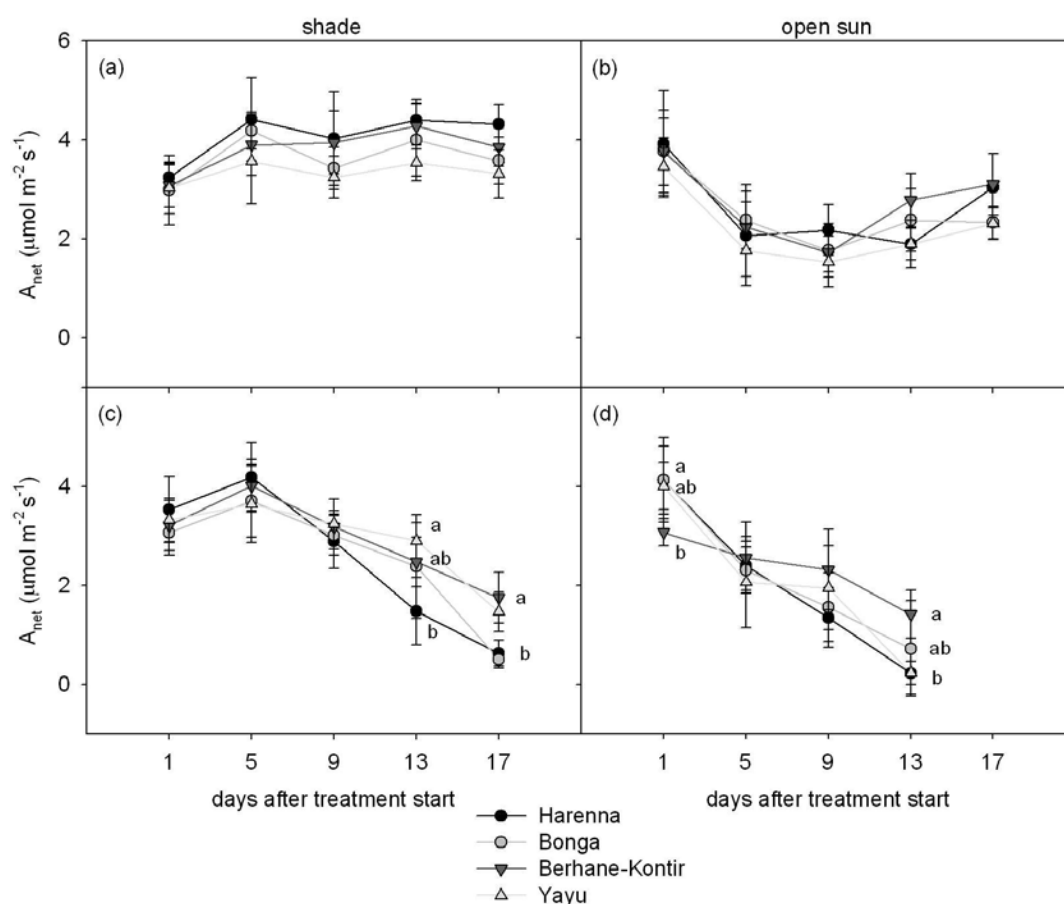 shade
open sun
(a)
(b)
6
4
2
0
A_net (µmol m⁻² s⁻¹)
(c)
(d)
4
2
0
A_net (µmol m⁻² s⁻¹)
a
ab
b
a
b
a
ab
b
a
ab
b
1 5 9 13 17
1 5 9 13 17
days after treatment start
days after treatment start
Harenna
Bonga
Berhane-Kontir
Yayu